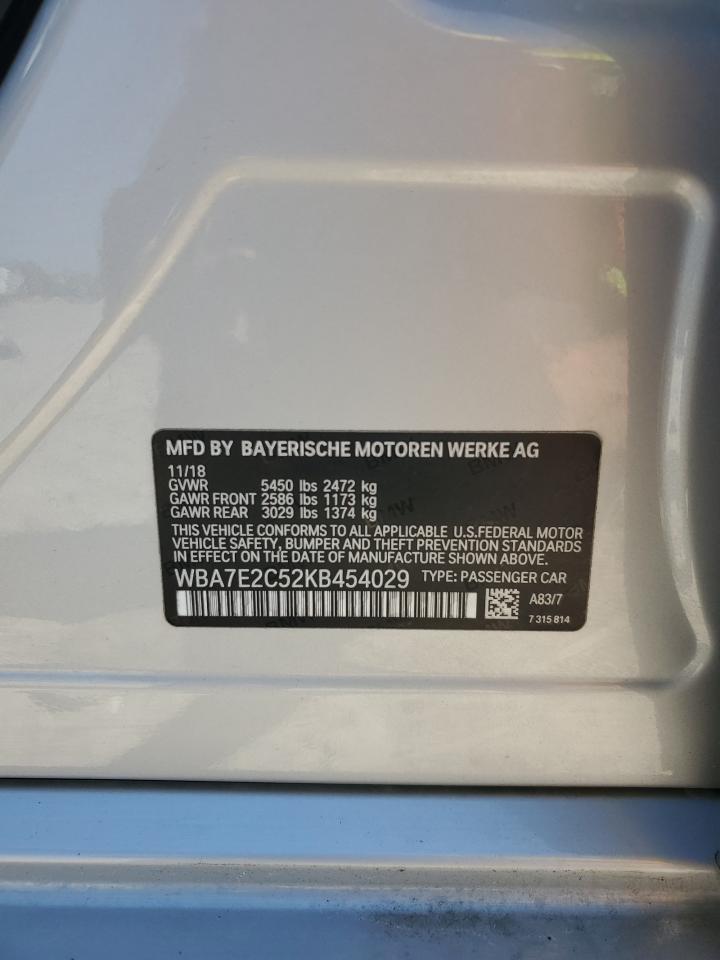 MFD BY BAYERISCHE MOTOREN WERKE AG
11/18
GVWR 5450 lbs 2472 kg
GAWR FRONT 2586 lbs 1173 kg
GAWR REAR 3029 lbs 1374 kg
THIS VEHICLE CONFORMS TO ALL APPLICABLE U.S.FEDERAL MOTOR
VEHICLE SAFETY, BUMPER AND THEFT PREVENTION STANDARDS
IN EFFECT ON THE DATE OF MANUFACTURE SHOWN ABOVE.
WBA7E2C52KB454029 TYPE: PASSENGER CAR
A83/7
7 315 814